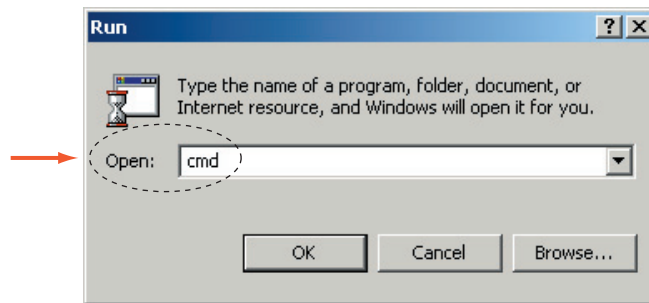 Run
Type the name of a program, folder, document, or
Internet resource, and Windows will open it for you.
Open: cmd
OK Cancel Browse...